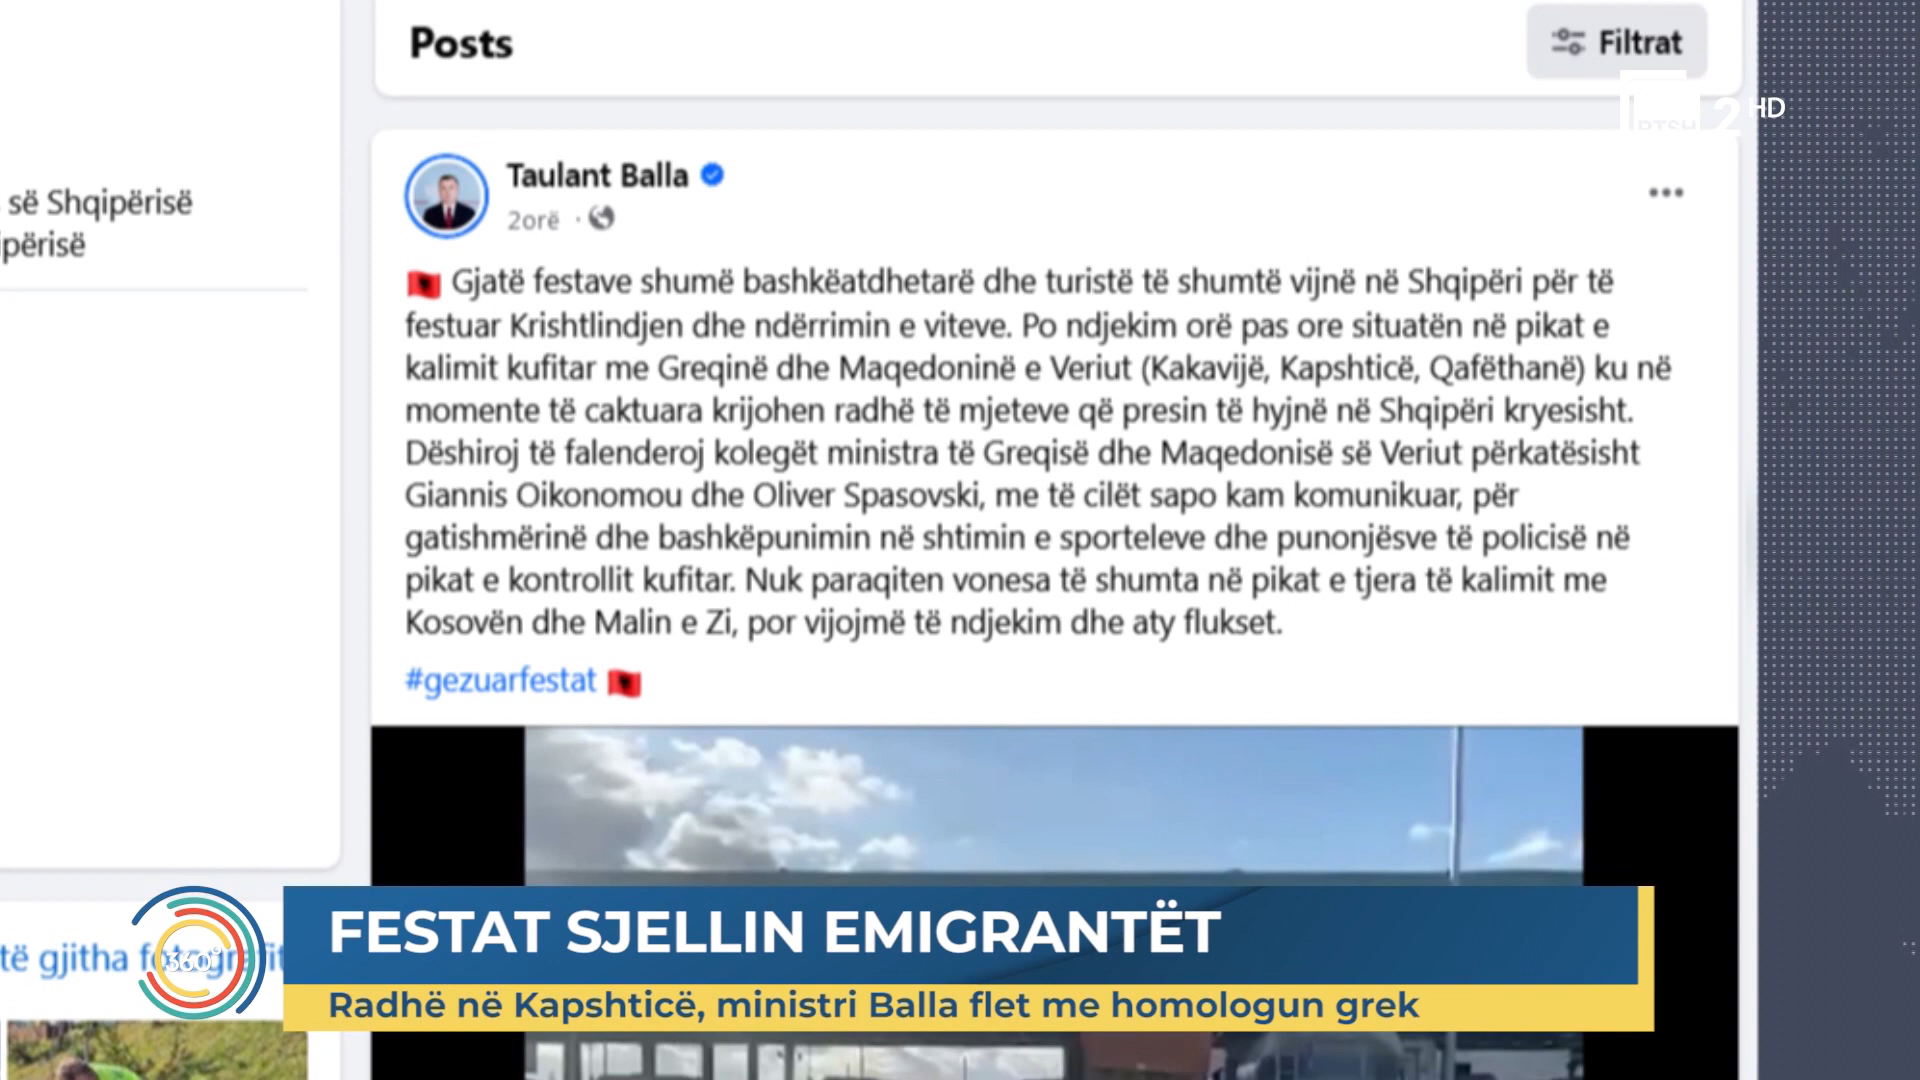 Posts
Filtrat
RTSH 2 HD
së Shqipërisë
Taulant Balla
2orë ·
Gjatë festave shumë bashkëatdhetarë dhe turistë të shumtë vijnë në Shqipëri për të
festuar Krishtlindjen dhe ndërrimin e viteve. Po ndjekim orë pas ore situatën në pikat e
kalimit kufitar me Greqinë dhe Maqedoninë e Veriut (Kakavijë, Kapshticë, Qafëthanë) ku në
momente të caktuara krijohen radhë të mjeteve që presin të hyjnë në Shqipëri kryesisht.
Dëshiroj të falenderoj kolegët ministra të Greqisë dhe Maqedonisë së Veriut përkatësisht
Giannis Oikonomou dhe Oliver Spasovski, me të cilët sapo kam komunikuar, për
gatishmërinë dhe bashkëpunimin në shtimin e sporteleve dhe punonjësve të policisë në
pikat e kontrollit kufitar. Nuk paraqiten vonesa të shumta në pikat e tjera të kalimit me
Kosovën dhe Malin e Zi, por vijojmë të ndjekim dhe aty flukset.
#gezuarfestat
të gjitha
360°
FESTAT SJELLIN EMIGRANTËT
Radhë në Kapshticë, ministri Balla flet me homologun grek